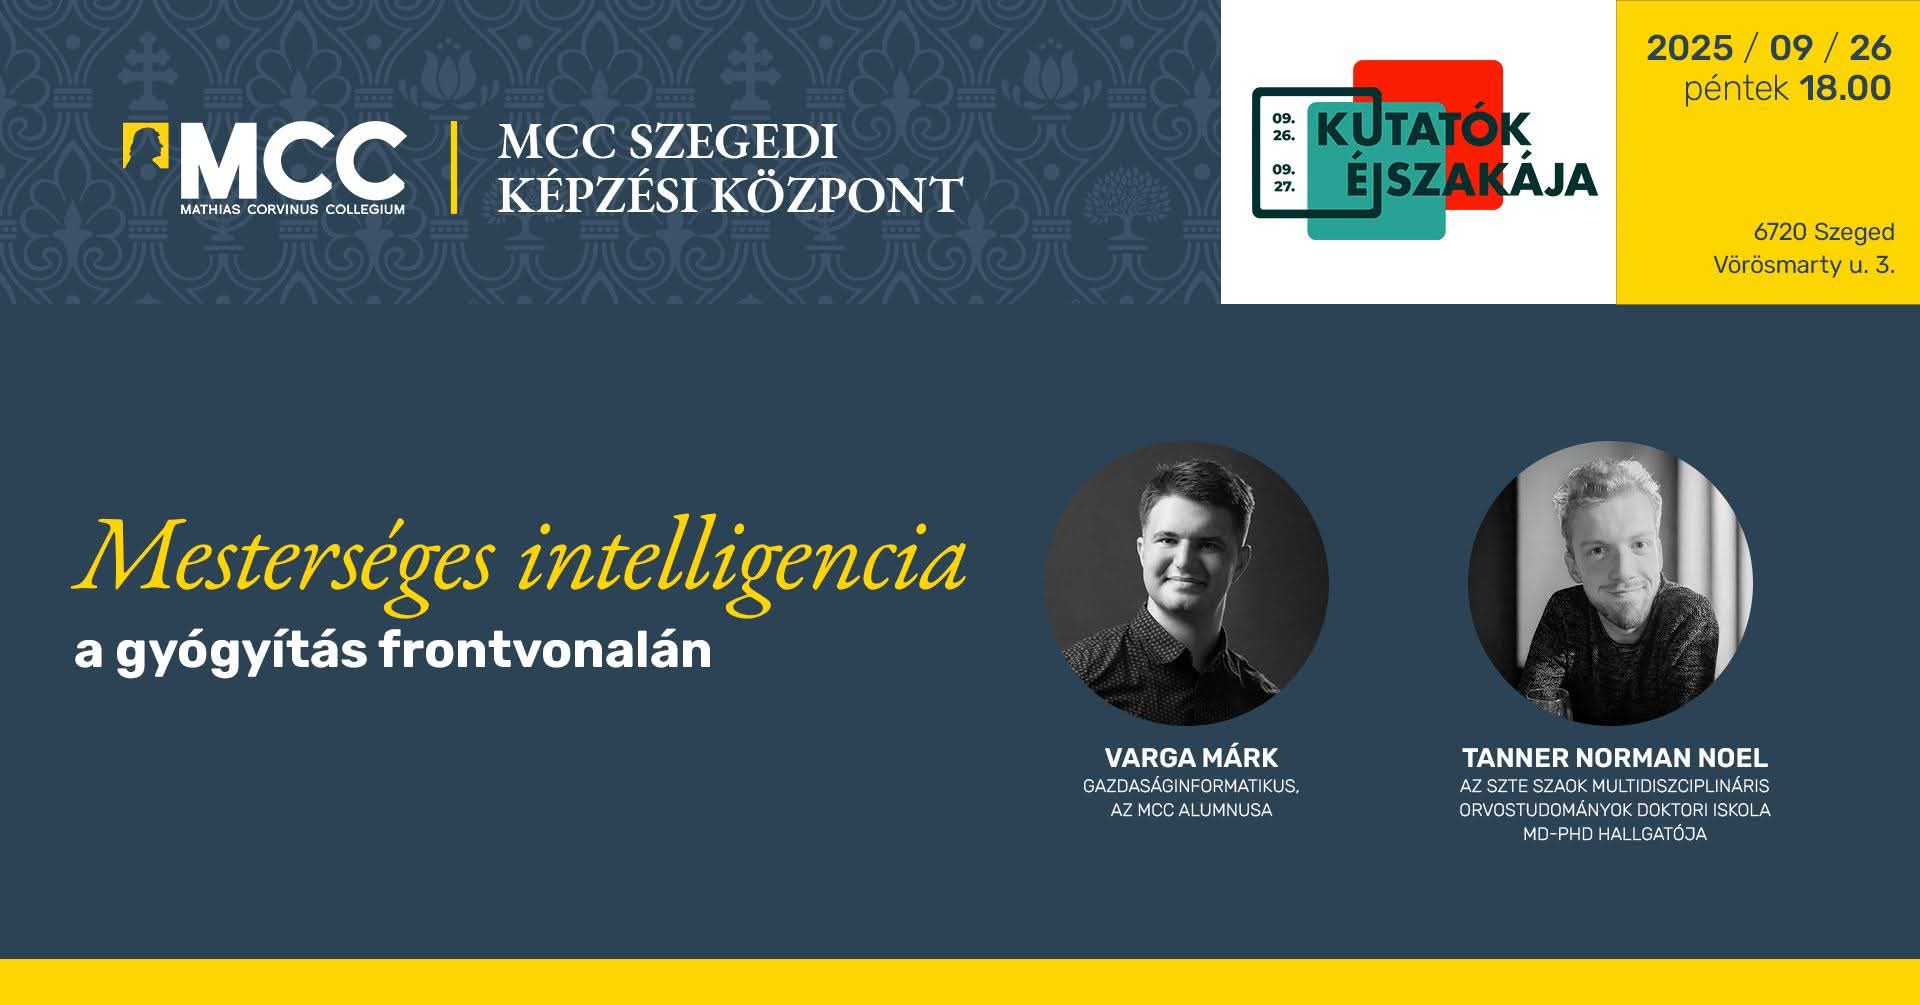 MCC
MATHIAS CORVINUS COLLEGIUM
MCC SZEGEDI
KÉPZÉSI KÖZPONT
09.
26.
09.
27.
KUTATÓK
ÉJSZAKÁJA
2025 / 09 / 26
péntek 18.00
6720 Szeged
Vörösmarty u. 3.
Mesterséges intelligencia
a gyógyítás frontvonalán
VARGA MÁRK
GAZDASÁGINFORMATIKUS,
AZ MCC ALUMNUSA
TANNER NORMAN NOEL
AZ SZTE SZAOK MULTIDISZCIPLINÁRIS
ORVOSTUDOMÁNYOK DOKTORI ISKOLA
MD-PHD HALLGATÓJA